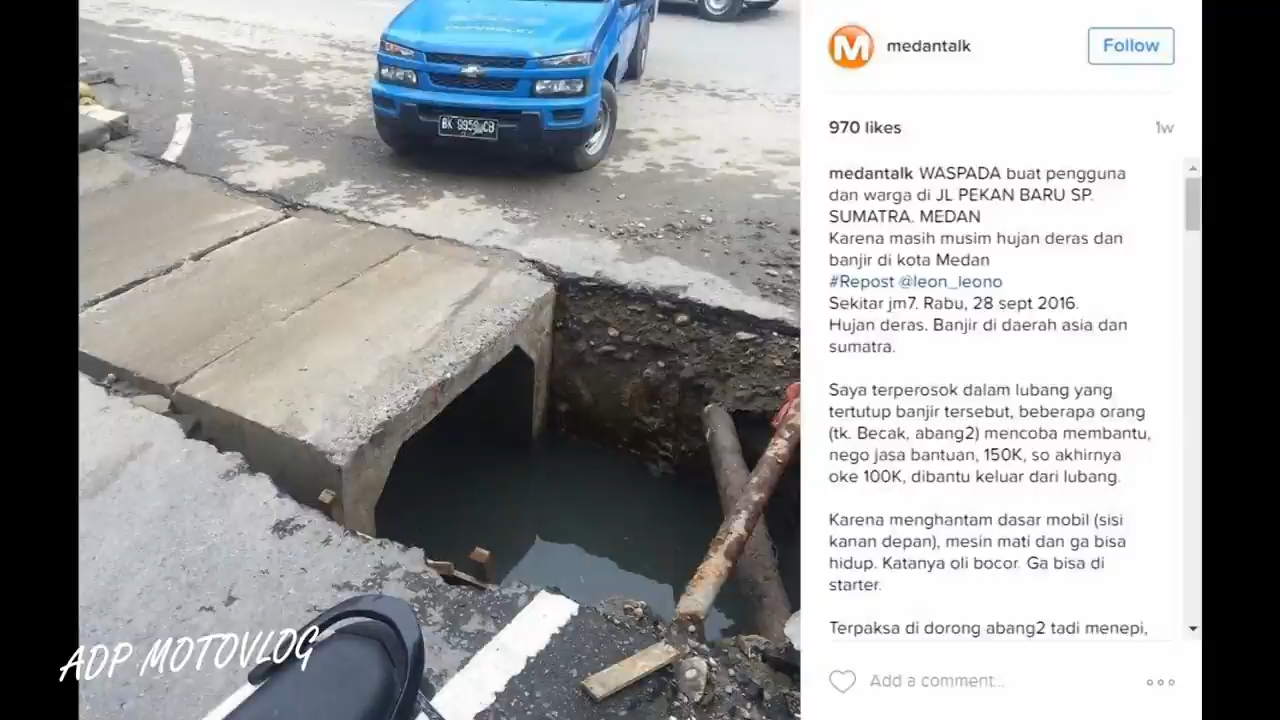 medantalk
Follow
970 likes
1w
medantalk WASPADA buat pengguna
dan warga di JL PEKAN BARU SP.
SUMATRA. MEDAN
Karena masih musim hujan deras dan
banjir di kota Medan
#Repost @leon_leono
Sekitar jm7. Rabu, 28 sept 2016.
Hujan deras. Banjir di daerah asia dan
sumatra.
Saya terperosok dalam lubang yang
tertutup banjir tersebut, beberapa orang
(tk. Becak, abang2) mencoba membantu,
nego jasa bantuan, 150K, so akhirnya
oke 100K, dibantu keluar dari lubang.
Karena menghantam dasar mobil (sisi
kanan depan), mesin mati dan ga bisa
hidup. Katanya oli bocor. Ga bisa di
starter.
Terpaksa di dorong abang2 tadi menepi,
Add a comment...
BK 9959 CB
ADP MOTOVLOG